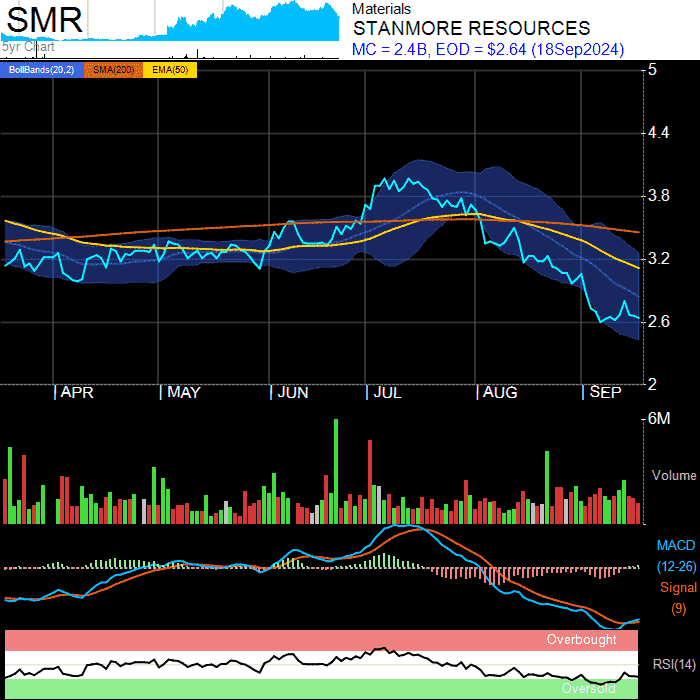 SMR
5yr Chart
Materials
STANMORE RESOURCES
MC = 2.4B, EOD = $2.64 (18Sep2024)
BollBands(20,2) SMA(200) EMA(50)
5
4.4
3.8
3.2
2.6
2
APR MAY JUN JUL AUG SEP
6M
Volume
MACD
(12-26)
Signal
(9)
Overbought
RSI(14)
Oversold